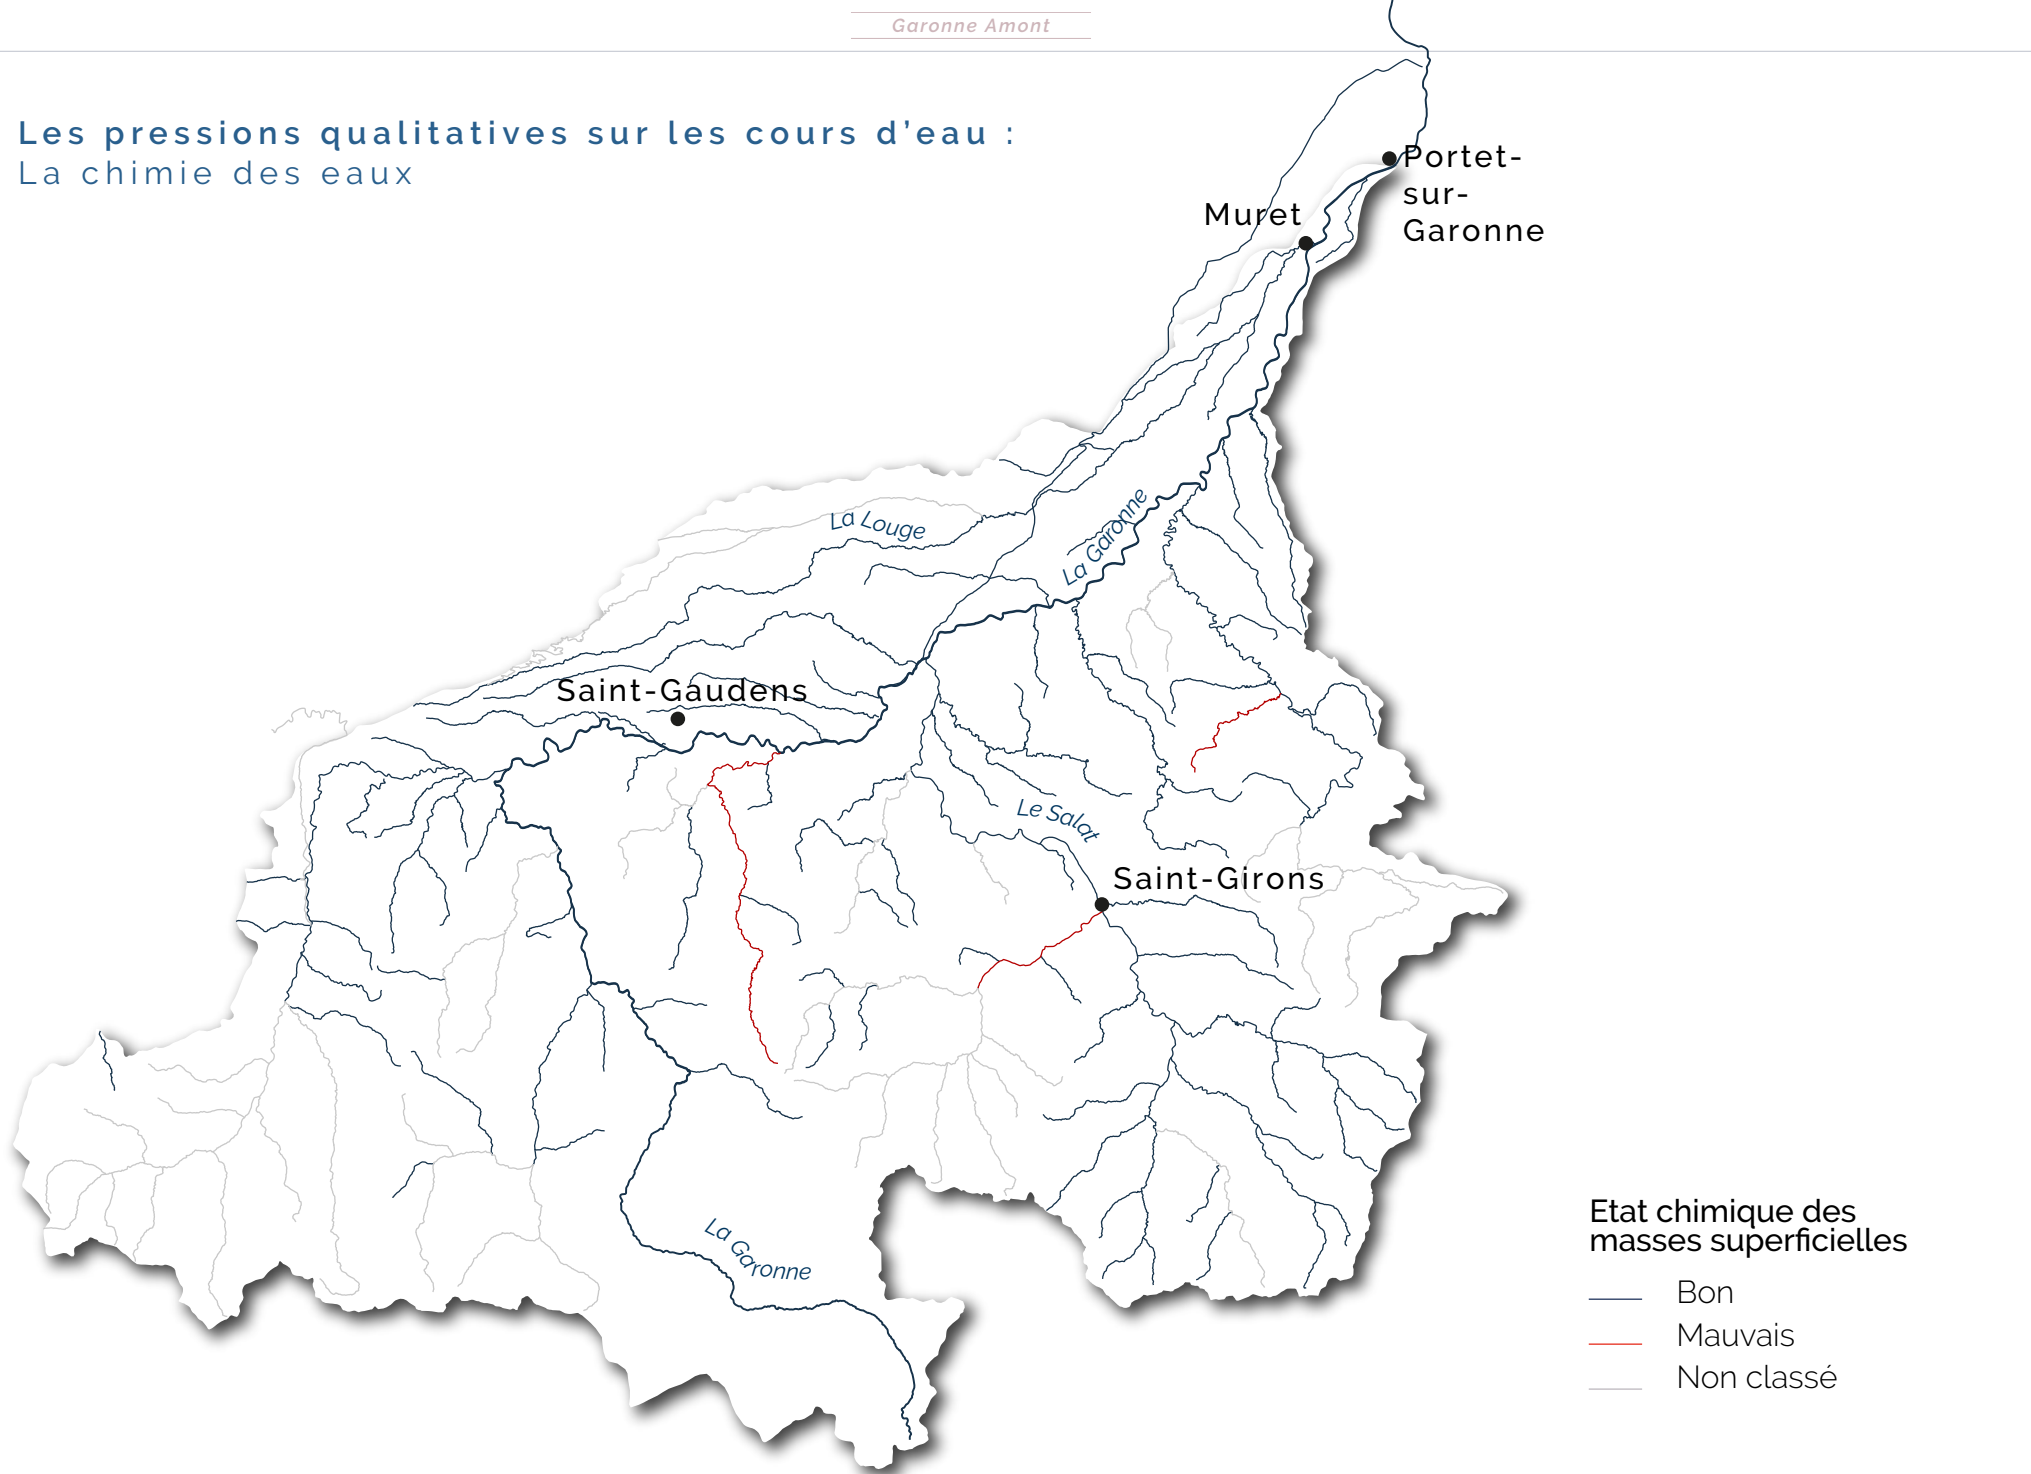 Garonne Amont
Les pressions qualitatives sur les cours d'eau :
La chimie des eaux
Portet-
sur-
Garonne
Muret
La Louge
La Garonne
Saint-Gaudens
Le Salat
Saint-Girons
La Garonne
Etat chimique des
masses superficielles
Bon
Mauvais
Non classé